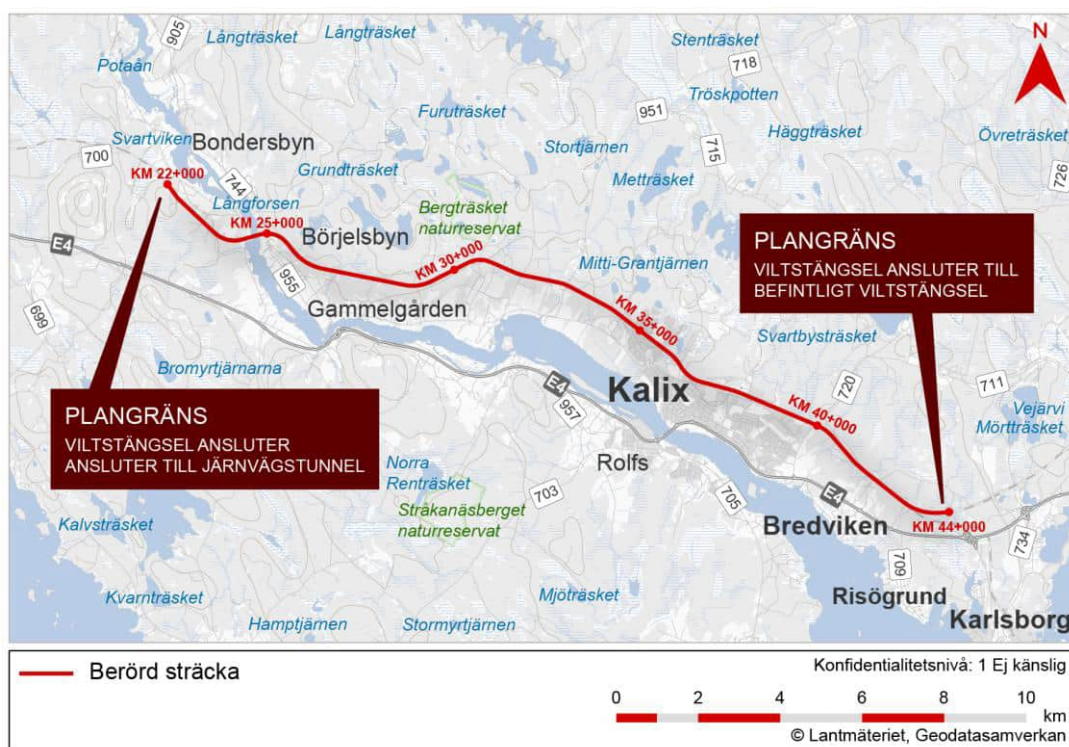 905
Långträsket
Långträsket
Stenträsket
N
Potaån
718
Tröskpotten
Furuträsket
951
Svartviken
Bondersbyn
Häggträsket
Övreträsket
700
Stortjärnen
715
Grundträsket
726
KM 22+000
744
Metträsket
Långforsen
KM 25+000
Bergträsket
naturreservat
Börjelsbyn
E4
KM 30+000
Mitti-Grantjärnen
PLANGRÄNS
VILTSTÄNGSEL ANSLUTER TILL
BEFINTLIGT VILTSTÄNGSEL
955
699
Gammelgården
KM 35+000
Svartbysträsket
Bromyrtjärnarna
720
711
E4
Kalix
957
KM 40+000
Vejärvi
Mörtträsket
PLANGRÄNS
VILTSTÄNGSEL ANSLUTER
ANSLUTER TILL JÄRNVÄGSTUNNEL
Rolfs
Norra
Renträsket
703
705
E4
Stråkanäsberget
naturreservat
Bredviken
KM 44+000
Kalvsträsket
734
709
Kvarnträsket
Mjöträsket
Risögrund
Hamptjärnen
Stormyrtjärnen
Karlsborg
Berörd sträcka
Konfidentialitetsnivå: 1 Ej känslig
0 2 4 6 8 10
km
© Lantmäteriet, Geodatasamverkan